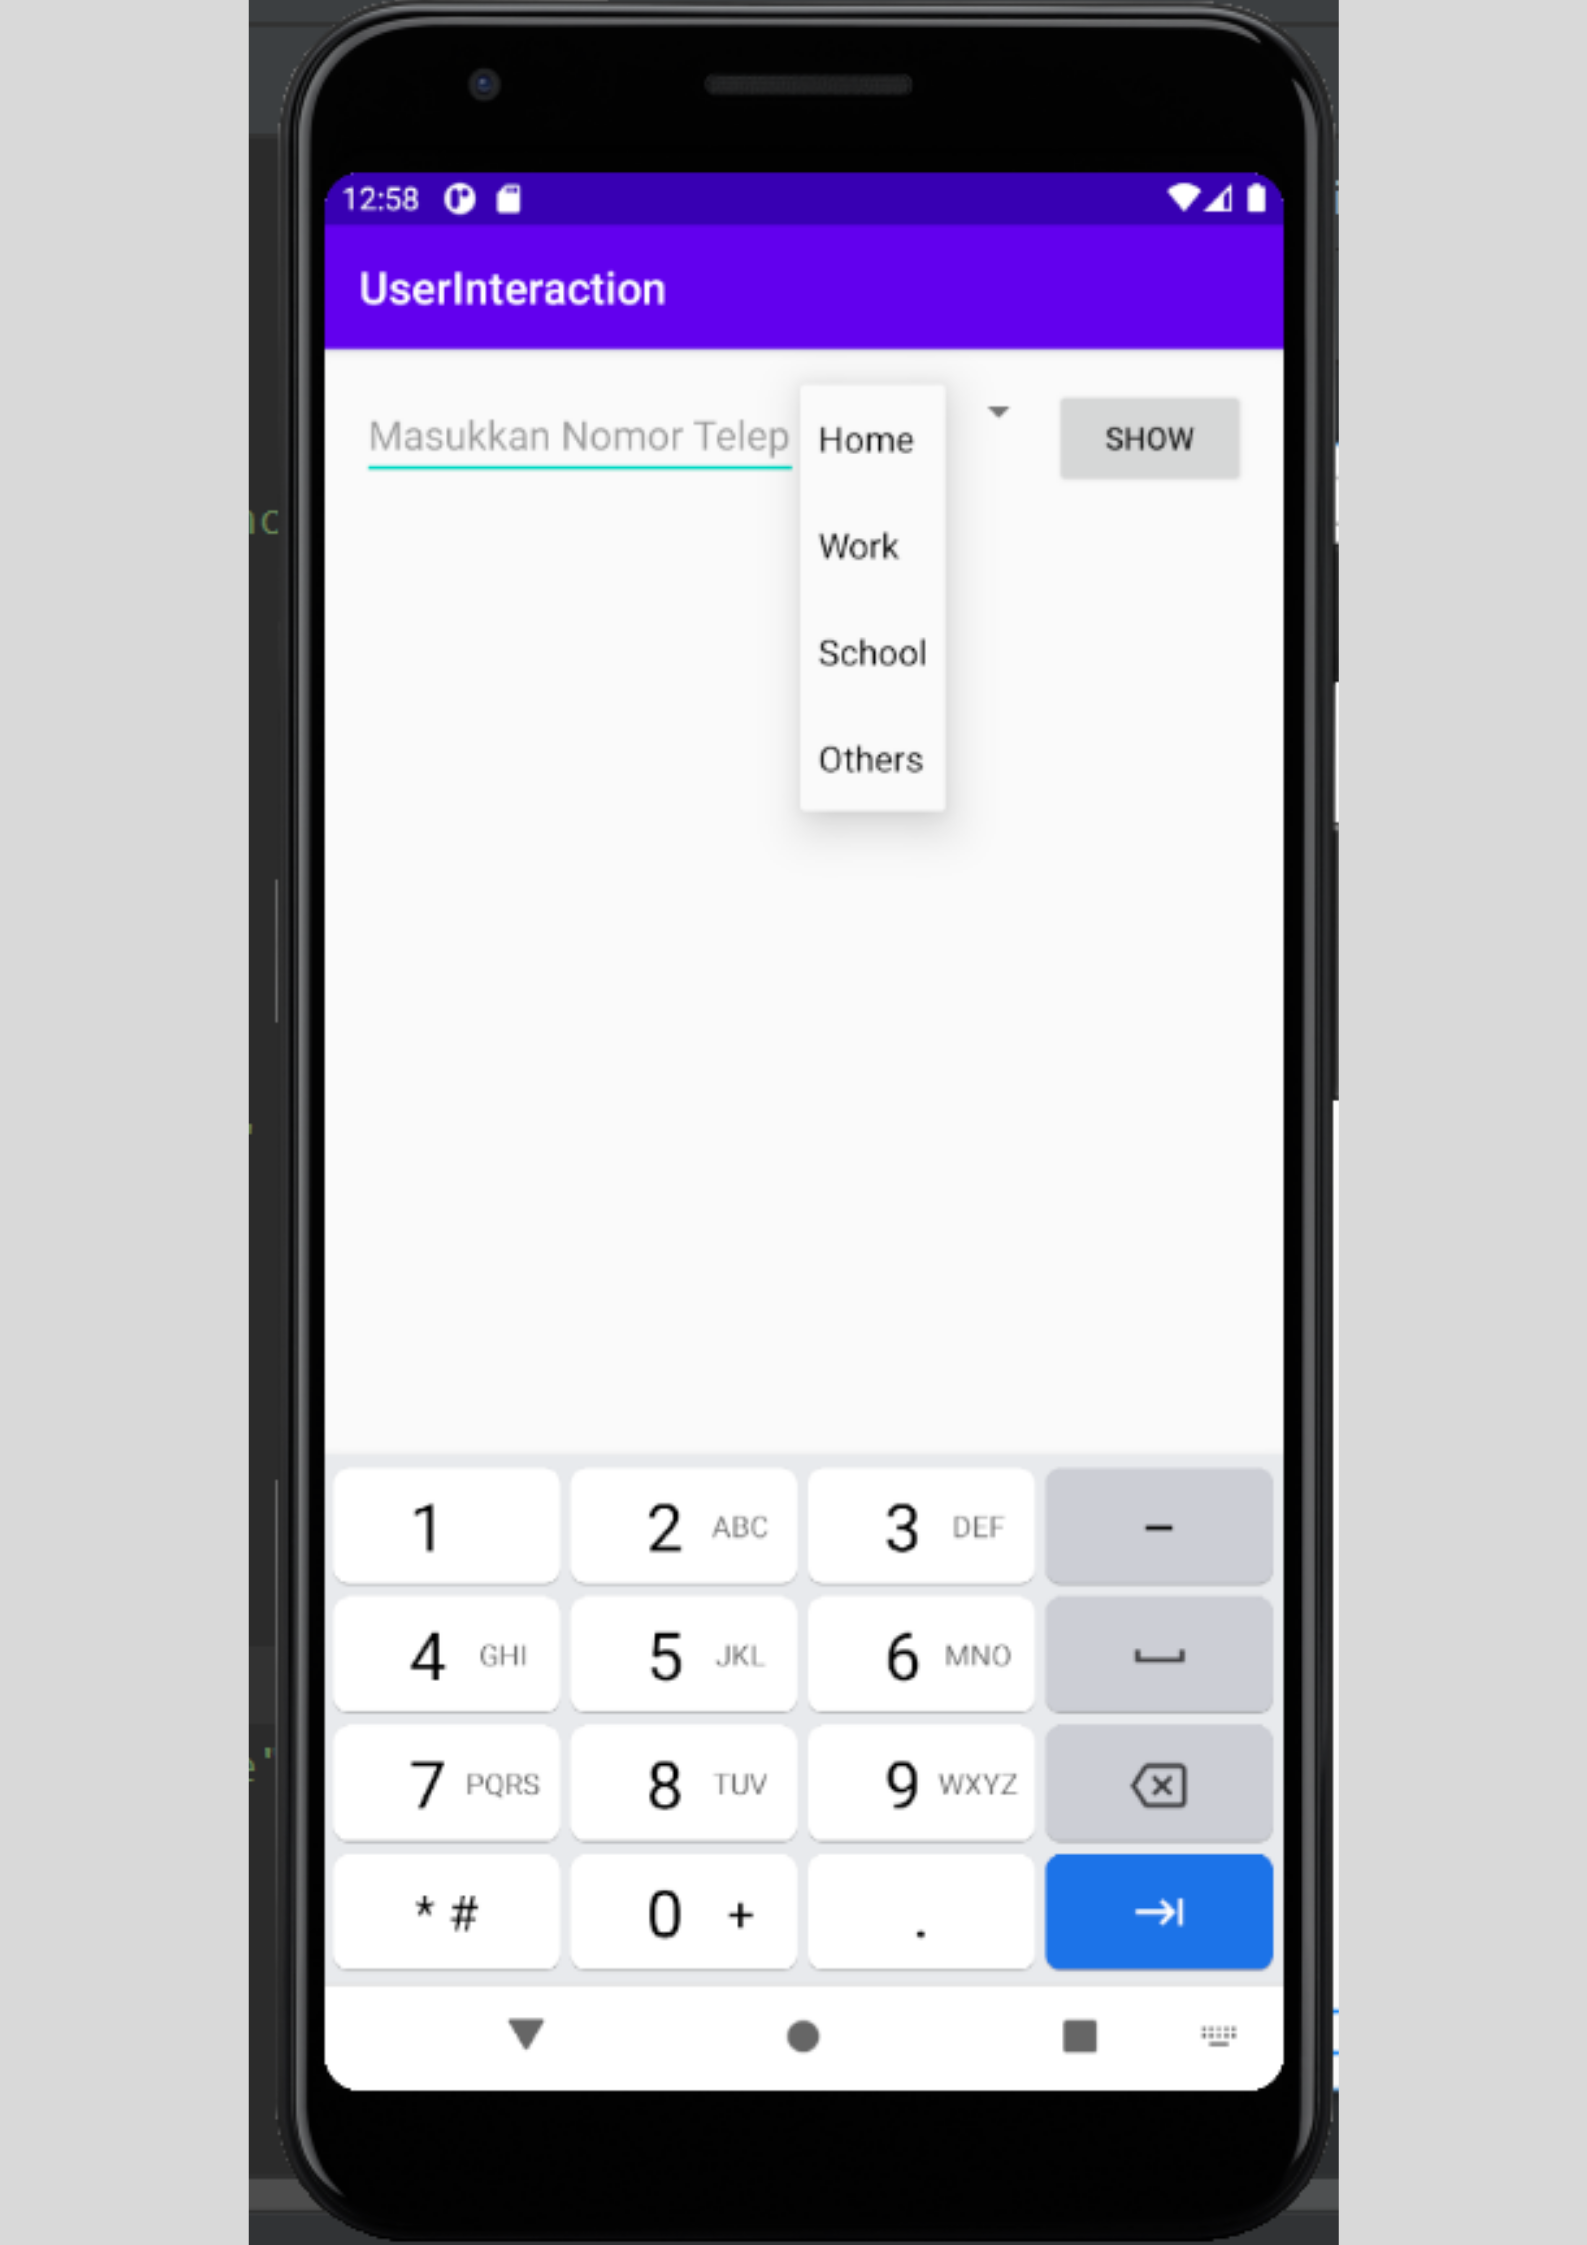 12:58
UserInteraction
Masukkan Nomor Telep
SHOW
Home
Work
School
Others
1
2 ABC
3 DEF
–
4 GHI
5 JKL
6 MNO
7 PQRS
8 TUV
9 WXYZ
* #
0 +
.